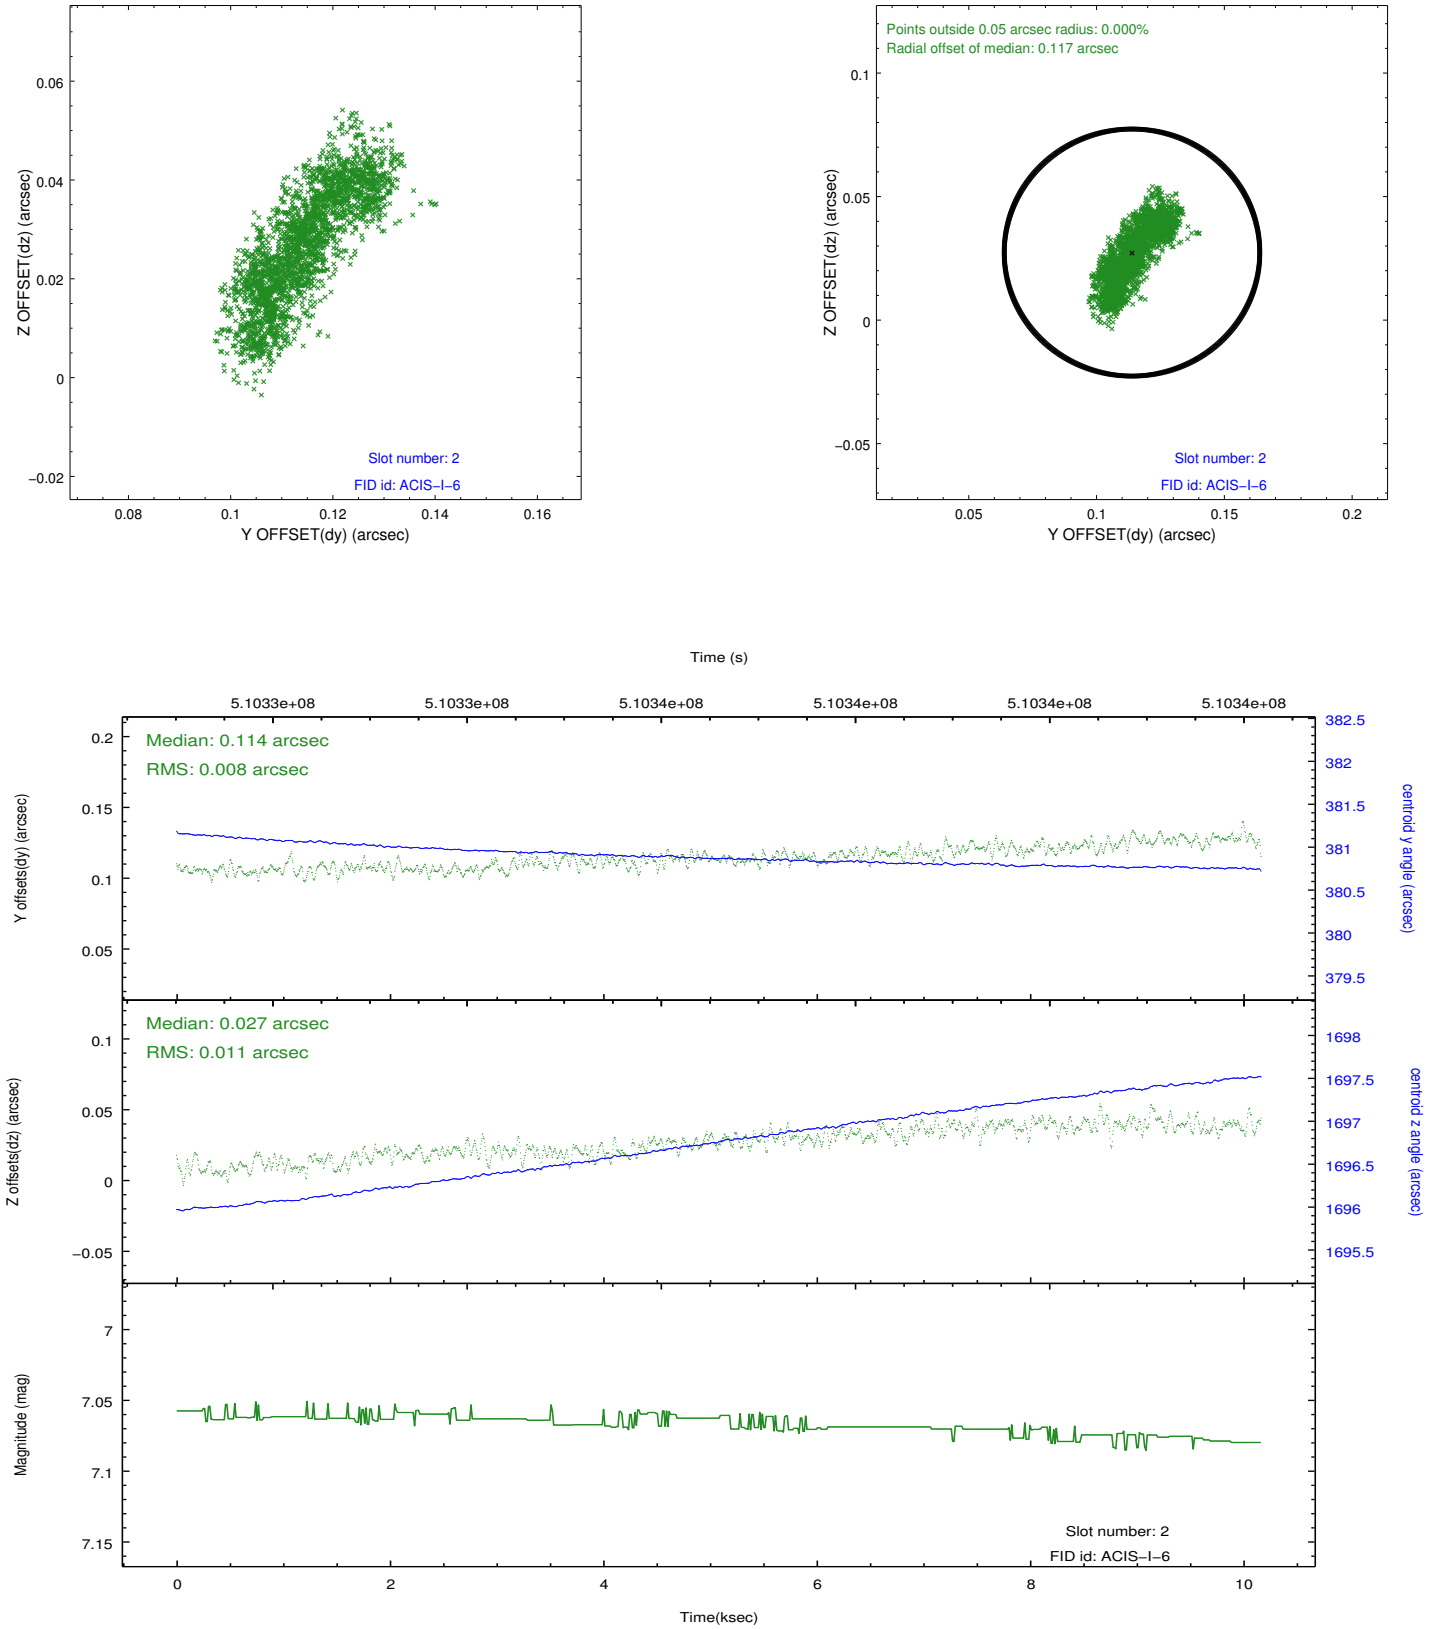 0.06
0.04
0.02
0
−0.02
Z OFFSET(dz) (arcsec)
Slot number: 2
FID id: ACIS−I−6
0.08 0.1 0.12 0.14 0.16
Y OFFSET(dy) (arcsec)
Points outside 0.05 arcsec radius: 0.000%
Radial offset of median: 0.117 arcsec
0.1
0.05
0
−0.05
Z OFFSET(dz) (arcsec)
Slot number: 2
FID id: ACIS−I−6
0.05 0.1 0.15 0.2
Y OFFSET(dy) (arcsec)
Time (s)
5.1033e+08 5.1033e+08 5.1034e+08 5.1034e+08 5.1034e+08 5.1034e+08
Median: 0.114 arcsec
RMS: 0.008 arcsec
0.2
0.15
0.1
0.05
Y offsets(dy) (arcsec)
382.5
382
381.5
381
380.5
380
379.5
centroid y angle (arcsec)
Median: 0.027 arcsec
RMS: 0.011 arcsec
0.1
0.05
0
−0.05
Z offsets(dz) (arcsec)
1698
1697.5
1697
1696.5
1696
1695.5
centroid z angle (arcsec)
7
7.05
7.1
7.15
Magnitude (mag)
Slot number: 2
FID id: ACIS−I−6
0 2 4 6 8 10
Time(ksec)